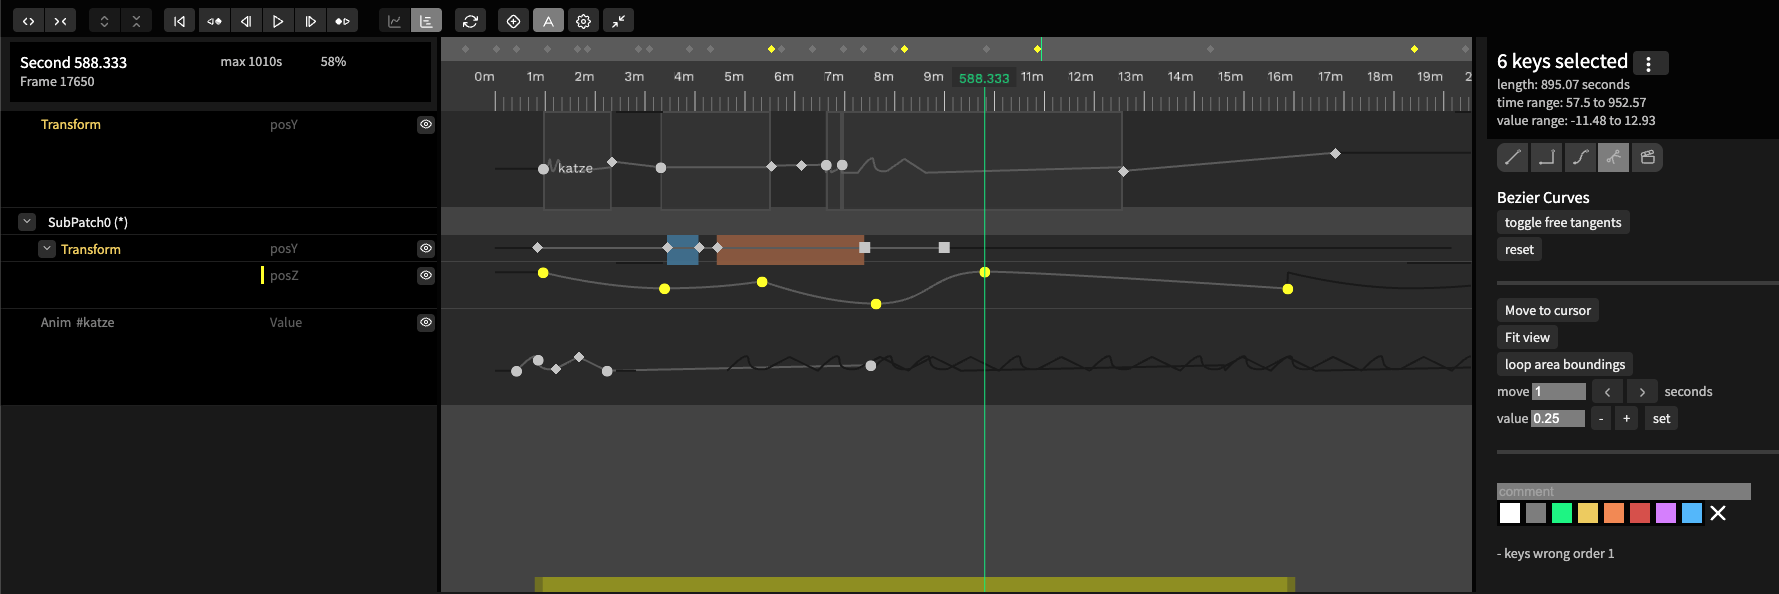 A
Second 588.333
max 1010s
58%
Frame 17650
0m 1m 2m 3m 4m 5m 6m 7m 8m 9m 588.333 11m 12m 13m 14m 15m 16m 17m 18m 19m 2
6 keys selected
length: 895.07 seconds
time range: 57.5 to 952.57
value range: -11.48 to 12.93
Transform posY
katze
SubPatch0 (*)
Transform posY
posZ
Anim #katze Value
Bezier Curves
toggle free tangents
reset
Move to cursor
Fit view
loop area boundings
move 1 < > seconds
value 0.25 - + set
comment
- keys wrong order 1